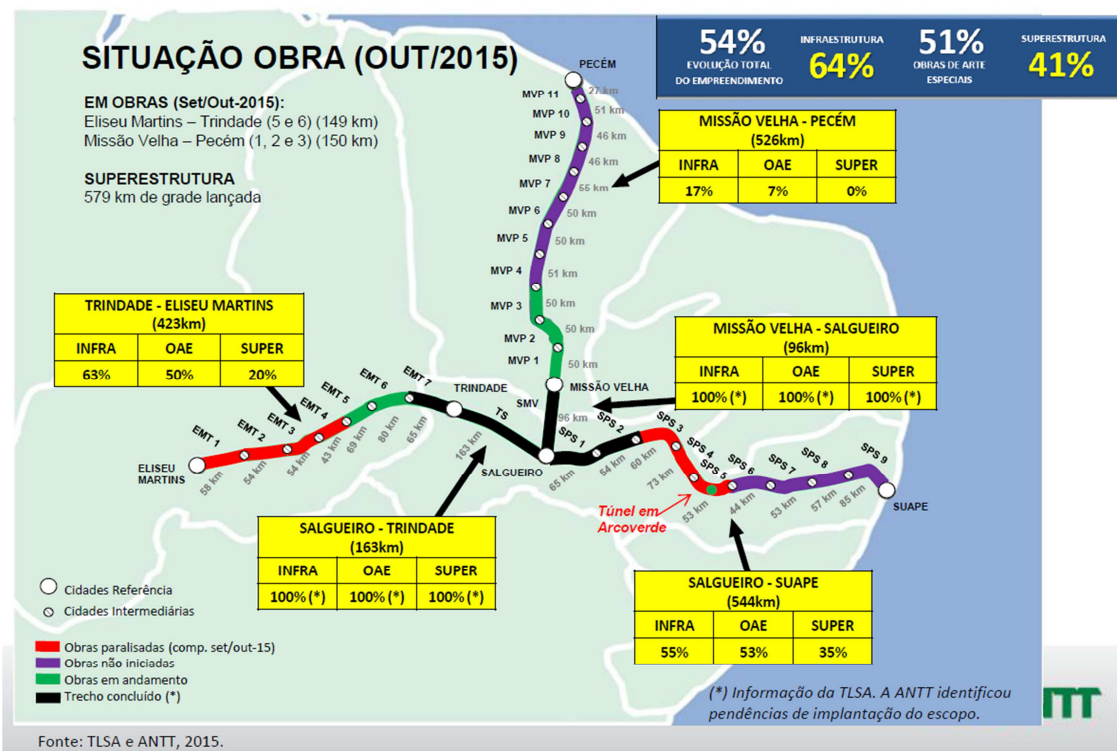 SITUAÇÃO OBRA (OUT/2015)
54%
EVOLUÇÃO TOTAL
DO EMPREENDIMENTO
INFRAESTRUTURA
64%
51%
OBRAS DE ARTE
ESPECIAIS
SUPERESTRUTURA
41%
EM OBRAS (Set/Out-2015):
Eliseu Martins – Trindade (5 e 6) (149 km)
Missão Velha – Pecém (1, 2 e 3) (150 km)
SUPERESTRUTURA
579 km de grade lançada
PECÉM
MVP 11
27 km
MVP 10
51 km
MVP 9
46 km
MVP 8
46 km
MVP 7
55 km
MVP 6
50 km
MVP 5
50 km
MVP 4
51 km
MVP 3
50 km
MVP 2
50 km
MVP 1
50 km
MISSÃO VELHA
SMV
96 km
MISSÃO VELHA - PECÉM
(526km)
INFRA OAE SUPER
17% 7% 0%
TRINDADE - ELISEU MARTINS
(423km)
INFRA OAE SUPER
63% 50% 20%
MISSÃO VELHA - SALGUEIRO
(96km)
INFRA OAE SUPER
100% (*) 100% (*) 100% (*)
ELISEU
MARTINS
EMT 1
58 km
EMT 2
54 km
EMT 3
54 km
EMT 4
43 km
EMT 5
69 km
EMT 6
80 km
EMT 7
65 km
TRINDADE
TS
163 km
SALGUEIRO
SPS 1
65 km
SPS 2
54 km
SPS 3
60 km
SPS 4
73 km
SPS 5
53 km
SPS 6
44 km
SPS 7
53 km
SPS 8
57 km
SPS 9
85 km
SUAPE
Túnel em
Arcoverde
SALGUEIRO - TRINDADE
(163km)
INFRA OAE SUPER
100% (*) 100% (*) 100% (*)
SALGUEIRO - SUAPE
(544km)
INFRA OAE SUPER
55% 53% 35%
Cidades Referência
Cidades Intermediárias
Obras paralisadas (comp. set/out-15)
Obras não iniciadas
Obras em andamento
Trecho concluído (*)
(*) Informação da TLSA. A ANTT identificou
pendências de implantação do escopo.
Fonte: TLSA e ANTT, 2015.